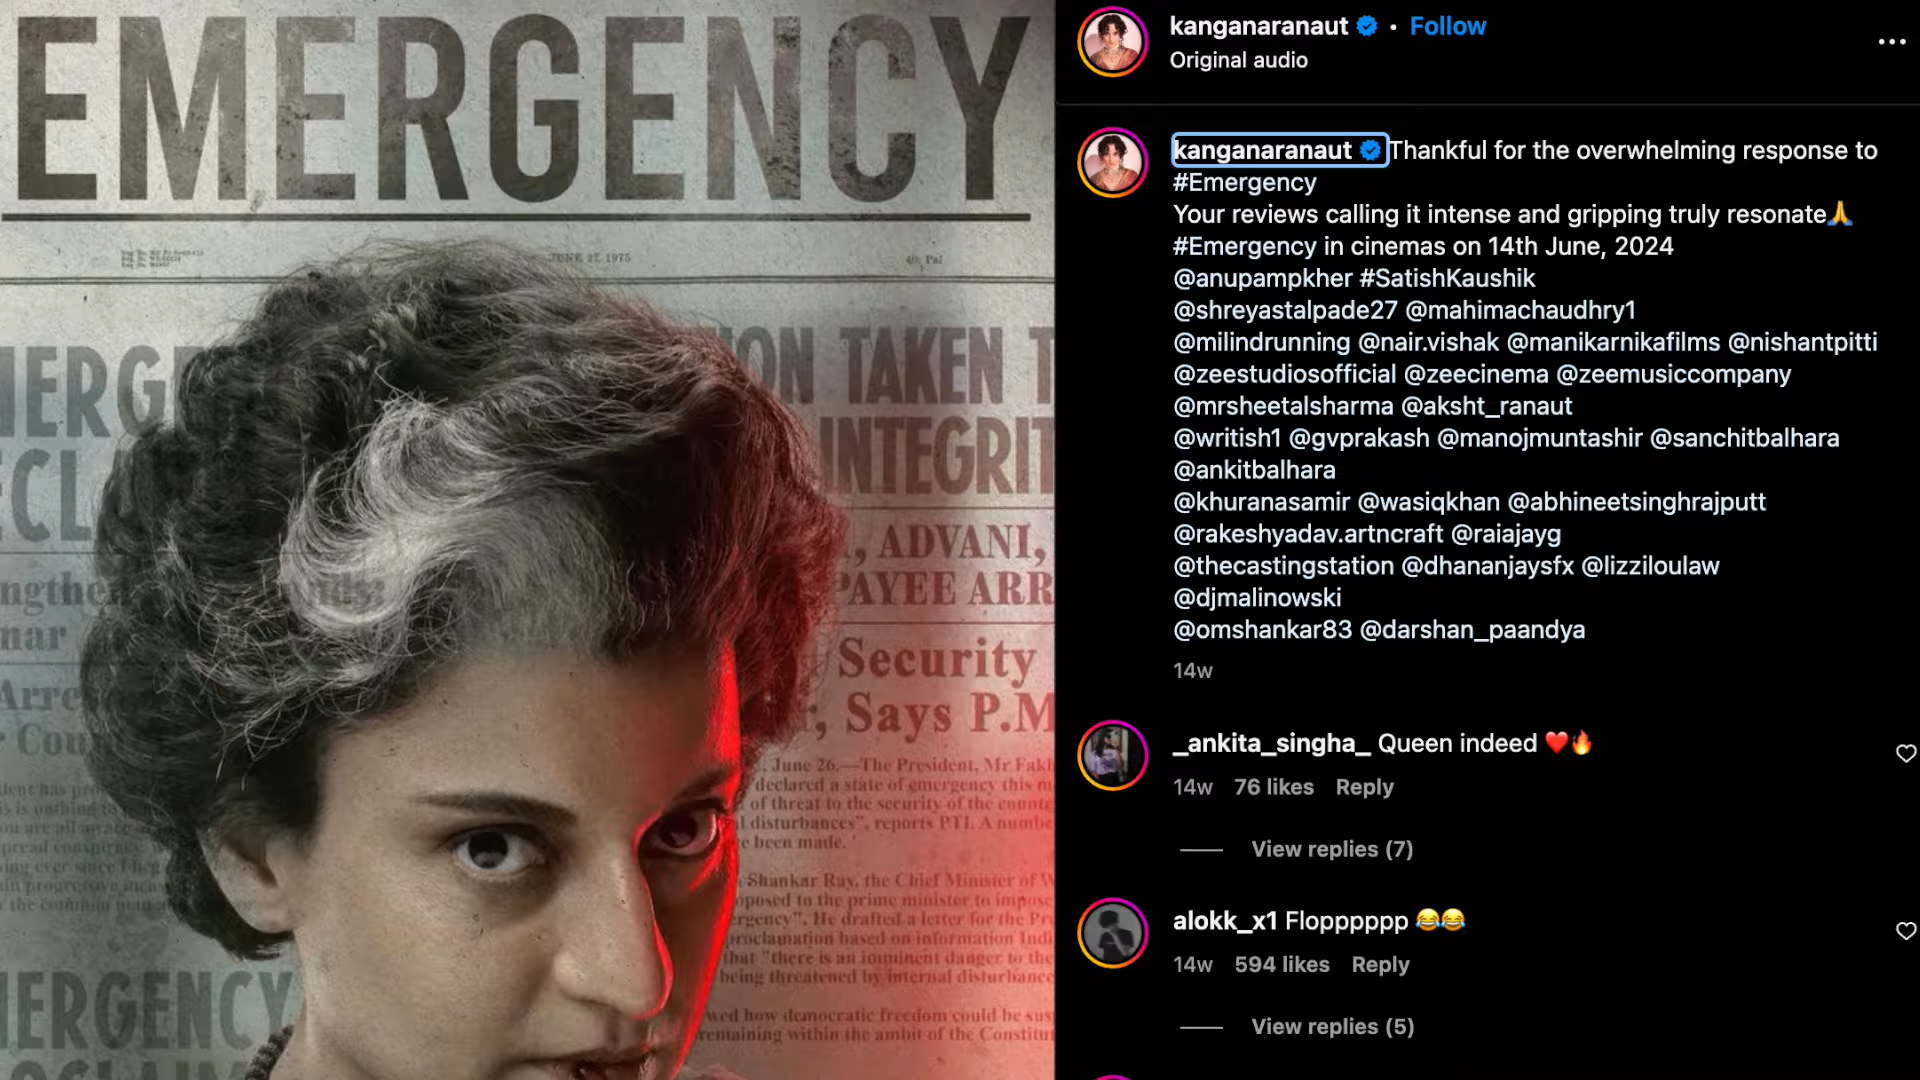 EMERGENCY
JUNE 27, 1975
ON TAKEN T
INTEGRIT
ADVANI,
PAYEE ARR
Security
, Says P.M
June 26.—The President, Mr Fakh
declared a state of emergency this m
of threat to the security of the countr
disturbances", reports PTI. A numbe
been made.
Shankar Ray, the Chief Minister of W
posed to the prime minister to impose
ergency". He drafted a letter for the Pre
proclamation based on information Indi
that "there is an imminent danger to the
being threatened by internal disturbance
wed how democratic freedom could be sus
remaining within the ambit of the Constitut
MERGENCY
kanganaranaut • Follow
Original audio
kanganaranaut Thankful for the overwhelming response to
#Emergency
Your reviews calling it intense and gripping truly resonate🙏
#Emergency in cinemas on 14th June, 2024
@anupampkher #SatishKaushik
@shreyastalpade27 @mahimachaudhry1
@milindrunning @nair.vishak @manikarnikafilms @nishantpitti
@zeestudiosofficial @zeecinema @zeemusiccompany
@mrsheetalsharma @aksht_ranaut
@writish1 @gvprakash @manojmuntashir @sanchitbalhara
@ankitbalhara
@khuranasamir @wasiqkhan @abhineetsinghrajputt
@rakeshyadav.artncraft @raiajayg
@thecastingstation @dhananjaysfx @lizziloulaw
@djmalinowski
@omshankar83 @darshan_paandya
14w
_ankita_singha_ Queen indeed ❤️🔥
14w 76 likes Reply
View replies (7)
alokk_x1 Flopppppp 😂😂
14w 594 likes Reply
View replies (5)